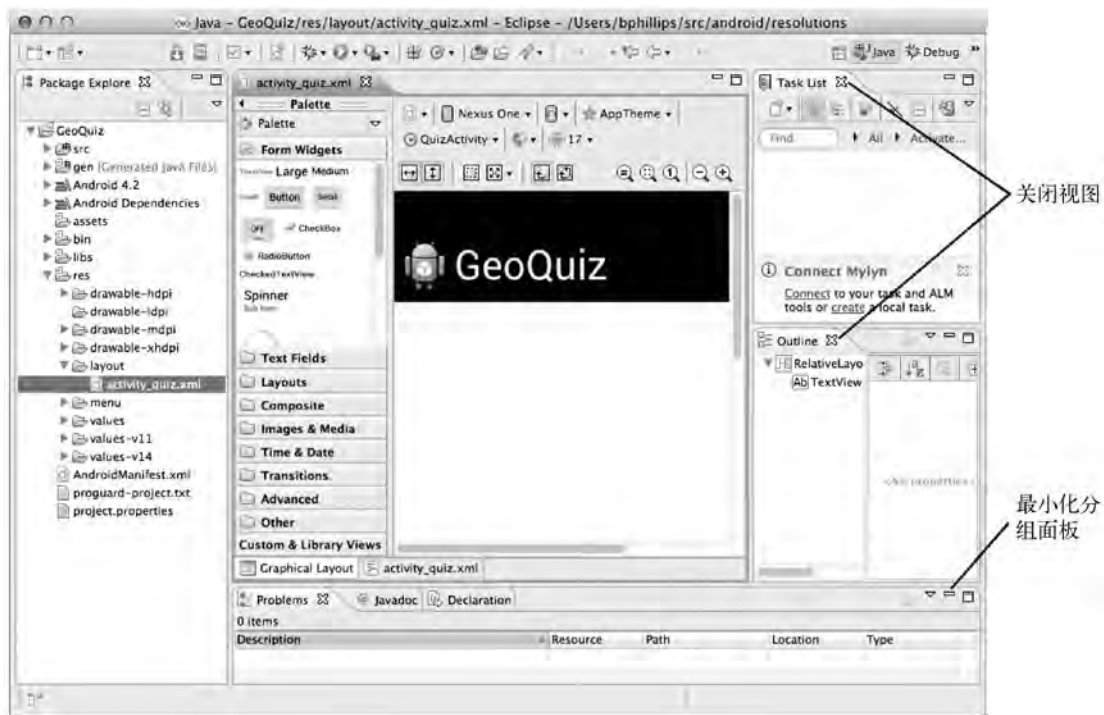 Java - GeoQuiz/res/layout/activity_quiz.xml - Eclipse - /Users/bphillips/src/android/resolutions
Java
Debug
Package Explore
GeoQuiz
src
gen [Generated Java Files]
Android 4.2
Android Dependencies
assets
bin
libs
res
drawable-hdpi
drawable-ldpi
drawable-mdpi
drawable-xhdpi
layout
activity_quiz.xml
menu
values
values-v11
values-v14
AndroidManifest.xml
proguard-project.txt
project.properties
activity_quiz.xml
Palette
Palette
Form Widgets
Large Medium
Button
Small
OFF
CheckBox
RadioButton
CheckedTextView
Spinner
Sub Item
Text Fields
Layouts
Composite
Images & Media
Time & Date
Transitions.
Advanced
Other
Custom & Library Views
Graphical Layout
activity_quiz.xml
Nexus One
AppTheme
QuizActivity
17
GeoQuiz
Task List
Find
All
Activate...
Connect Mylyn
Connect to your task and ALM
tools or create a local task.
Outline
RelativeLayo
Ab TextView
<No properties>
Problems
Javadoc
Declaration
0 items
Description
Resource
Path
Location
Type
关闭视图
最小化分
组面板